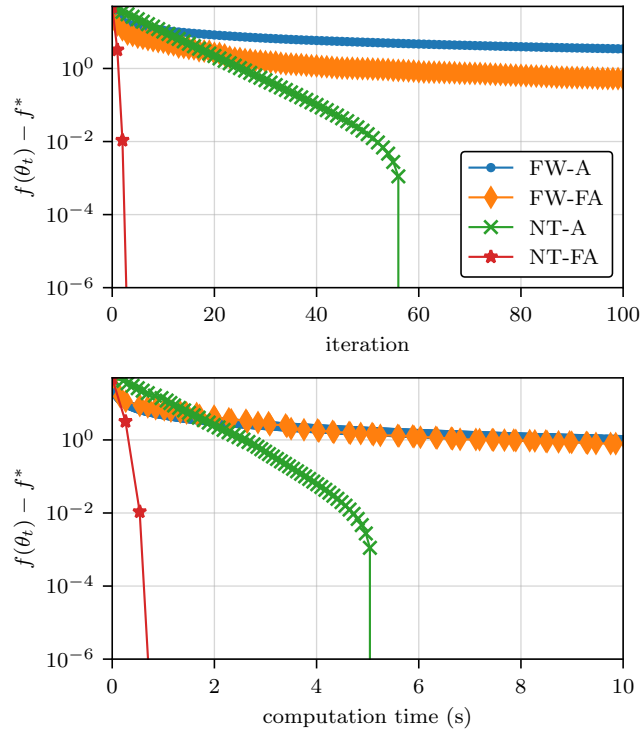 10^0
10^−2
10^−4
10^−6
f(θ_t) − f*
0 20 40 60 80 100
iteration
FW-A
FW-FA
NT-A
NT-FA
10^0
10^−2
10^−4
10^−6
f(θ_t) − f*
0 2 4 6 8 10
computation time (s)